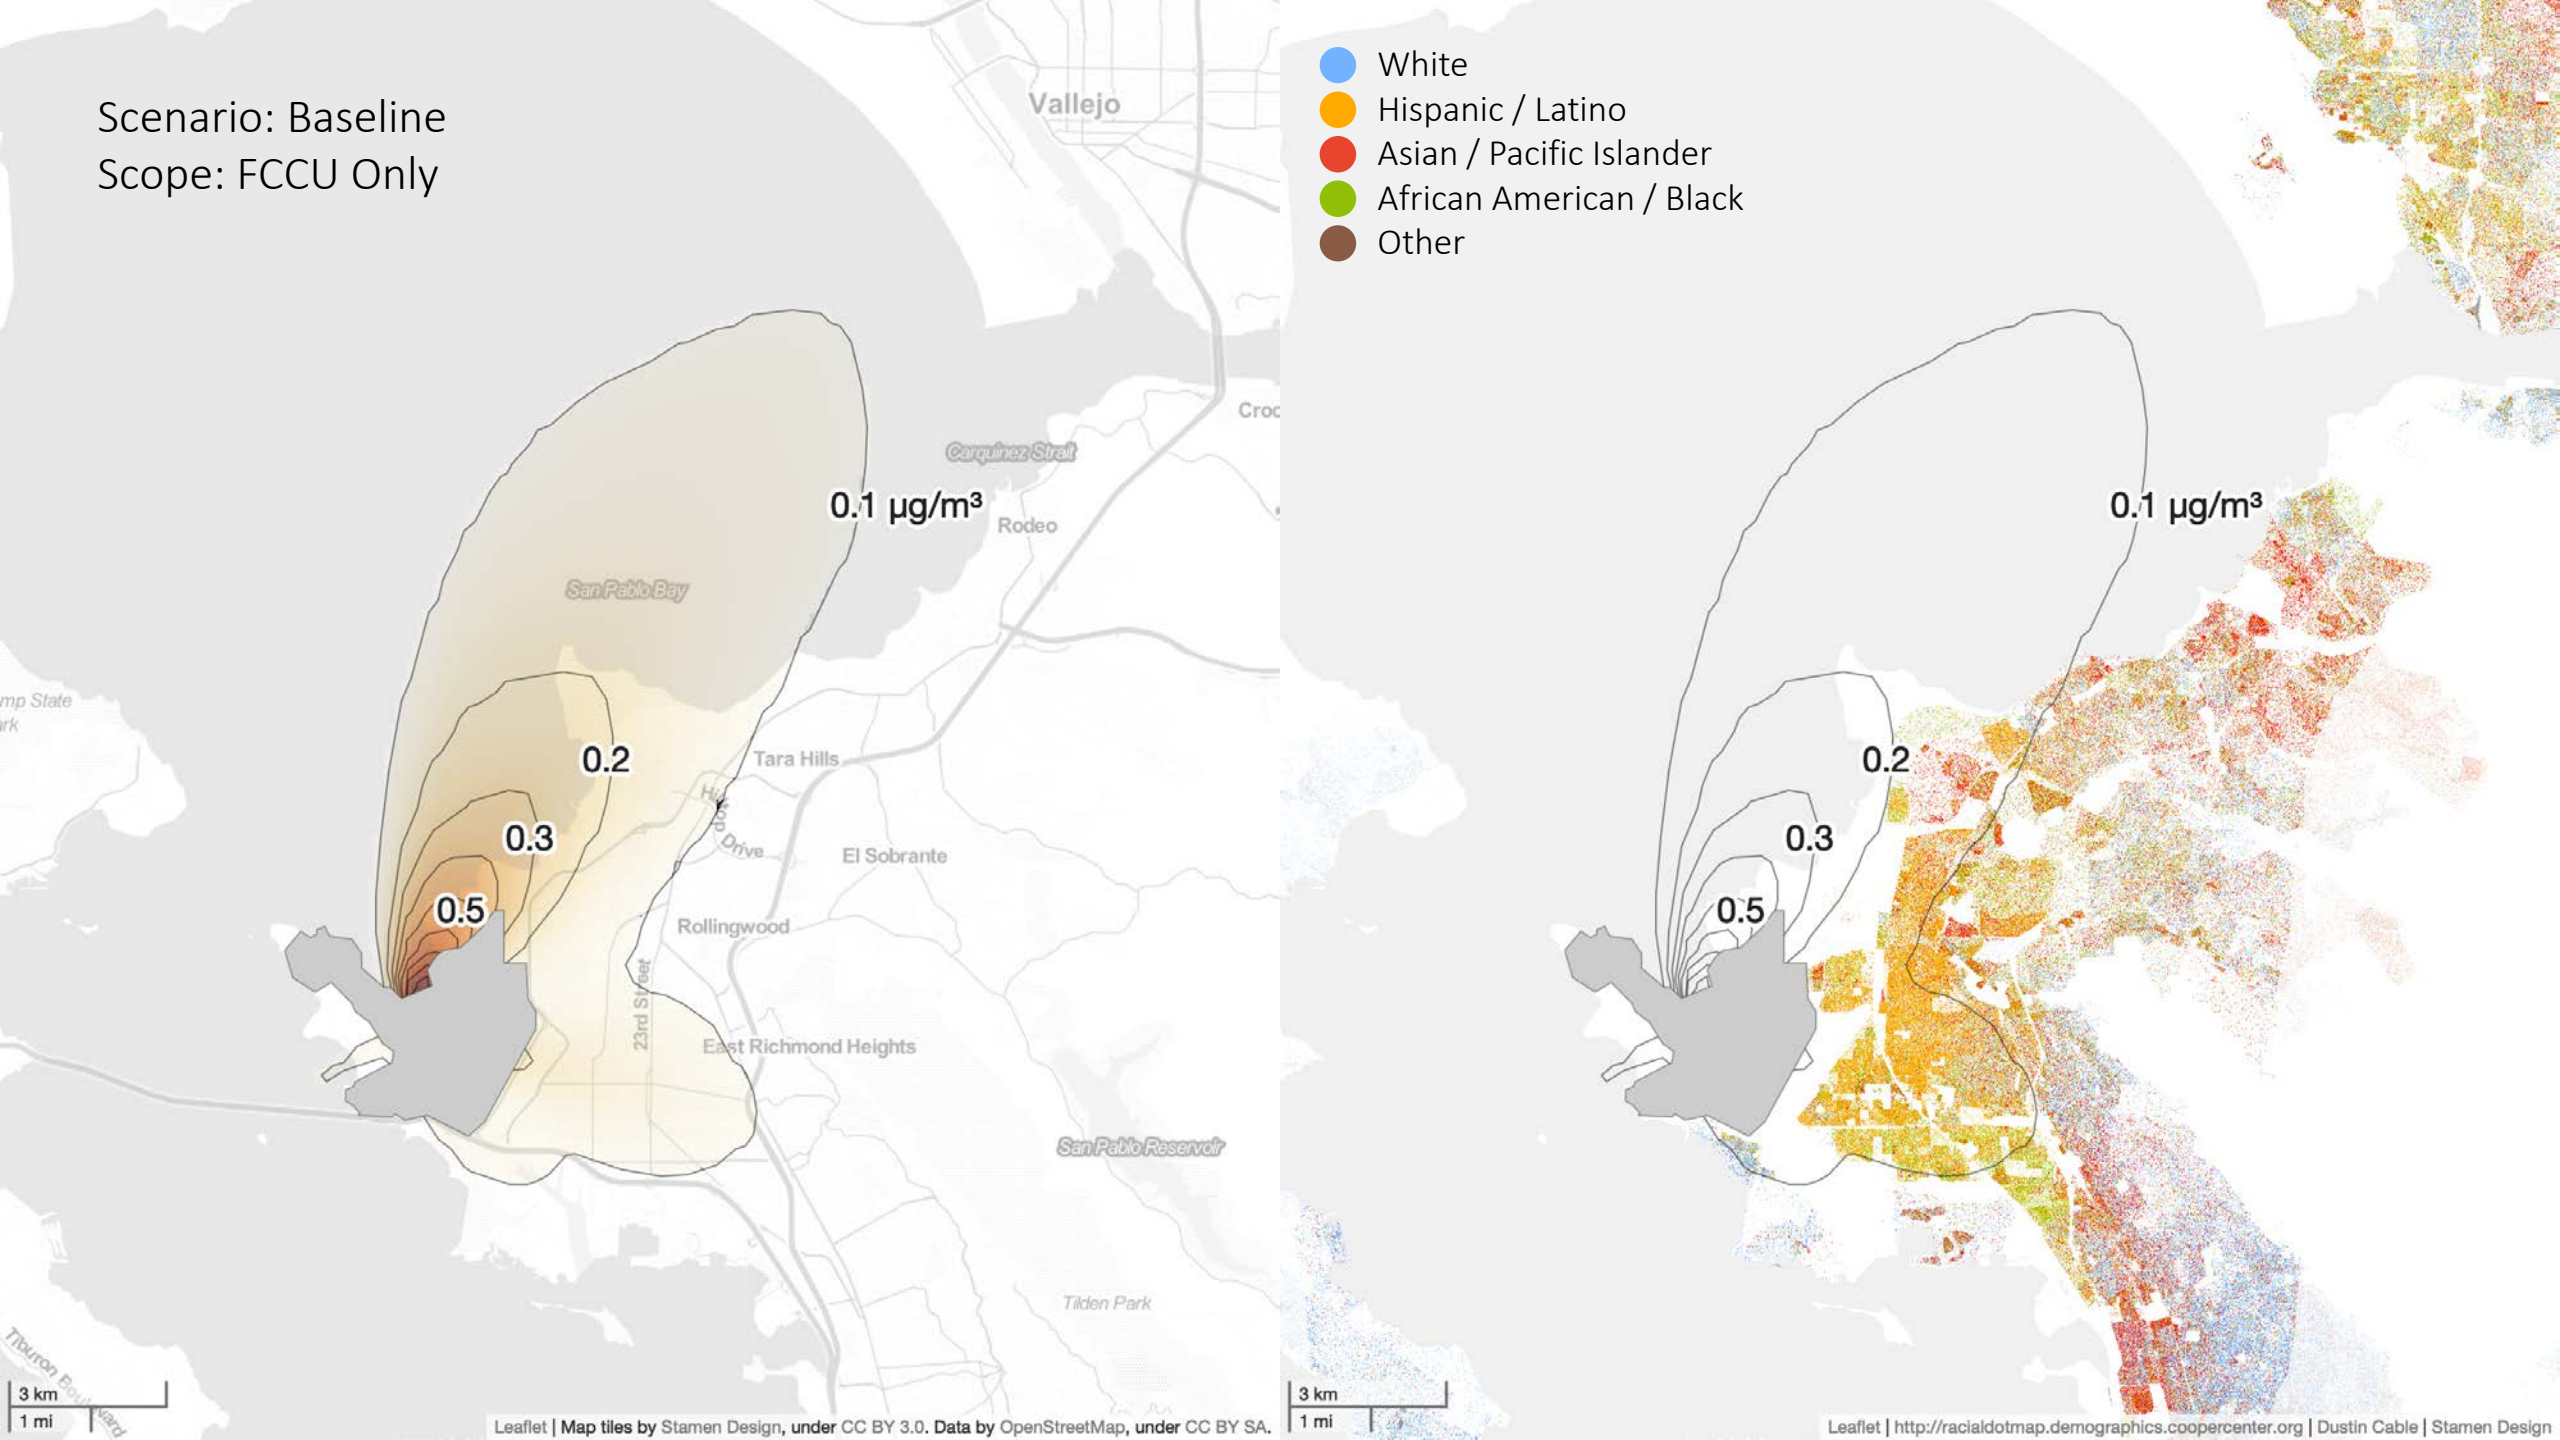 Scenario: Baseline
Scope: FCCU Only
Vallejo
Croc
Carquinez Strait
0.1 µg/m³
Rodeo
San Pablo Bay
mp State
ark
0.2
Tara Hills
Drive
0.3
El Sobrante
0.5
Rollingwood
23rd Street
East Richmond Heights
San Pablo Reservoir
Tilden Park
Tiburon Boulevard
3 km
1 mi
Leaflet | Map tiles by Stamen Design, under CC BY 3.0. Data by OpenStreetMap, under CC BY SA.
White
Hispanic / Latino
Asian / Pacific Islander
African American / Black
Other
0.1 µg/m³
0.2
0.3
0.5
3 km
1 mi
Leaflet | http://racialdotmap.demographics.coopercenter.org | Dustin Cable | Stamen Design